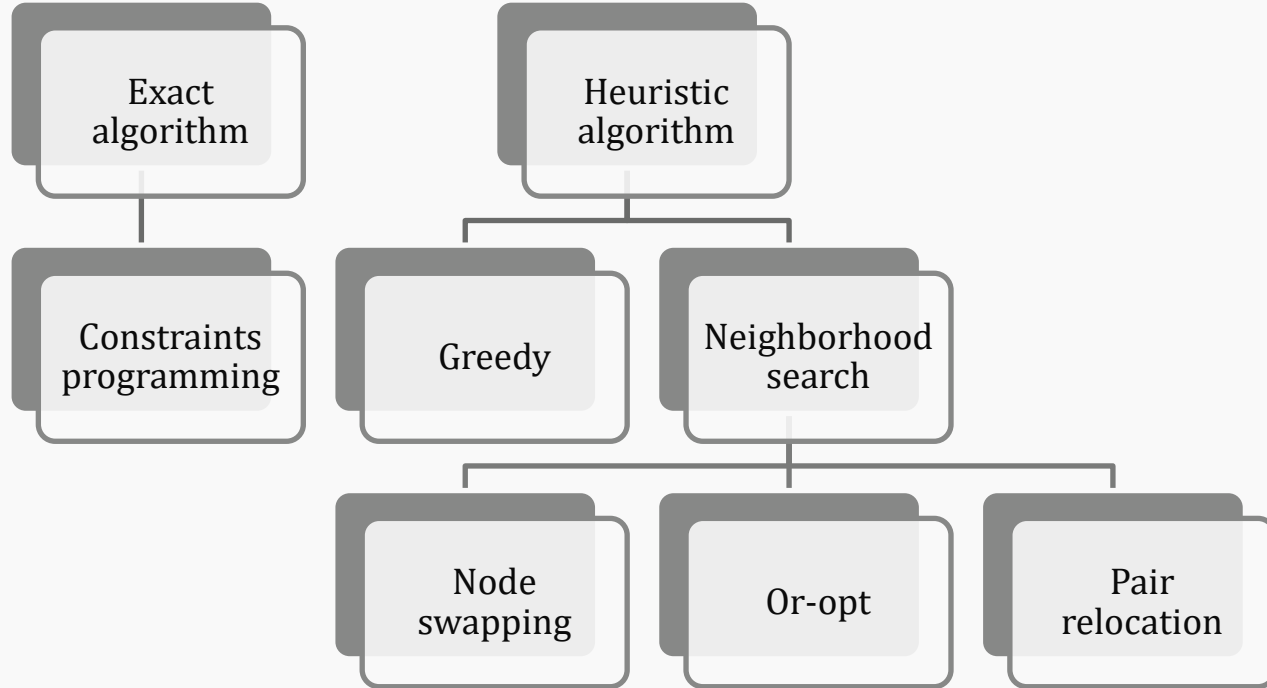 Exact
algorithm
Heuristic
algorithm
Constraints
programming
Greedy
Neighborhood
search
Node
swapping
Or-opt
Pair
relocation